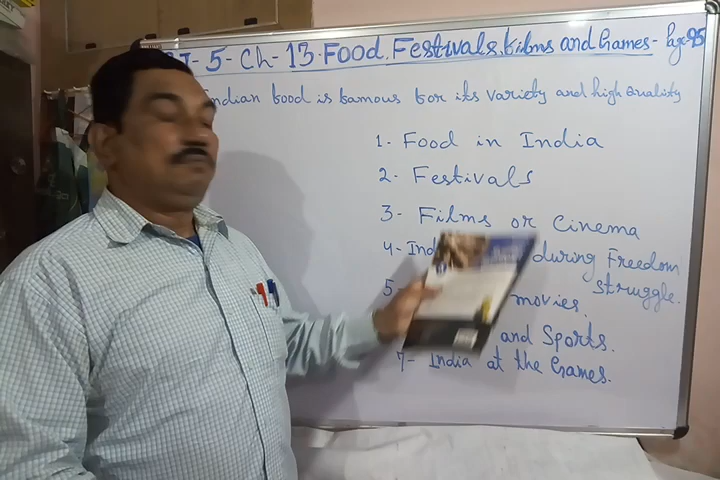 - 5 - Ch - 13 - Food, Festivals, Films and Games - Page-95
Indian food is famous for its variety and high quality
1. Food in India
2- Festivals
3- Films or Cinema
4- during Freedom
struggle.
5- movies.
and Sports.
7- India at the Games.